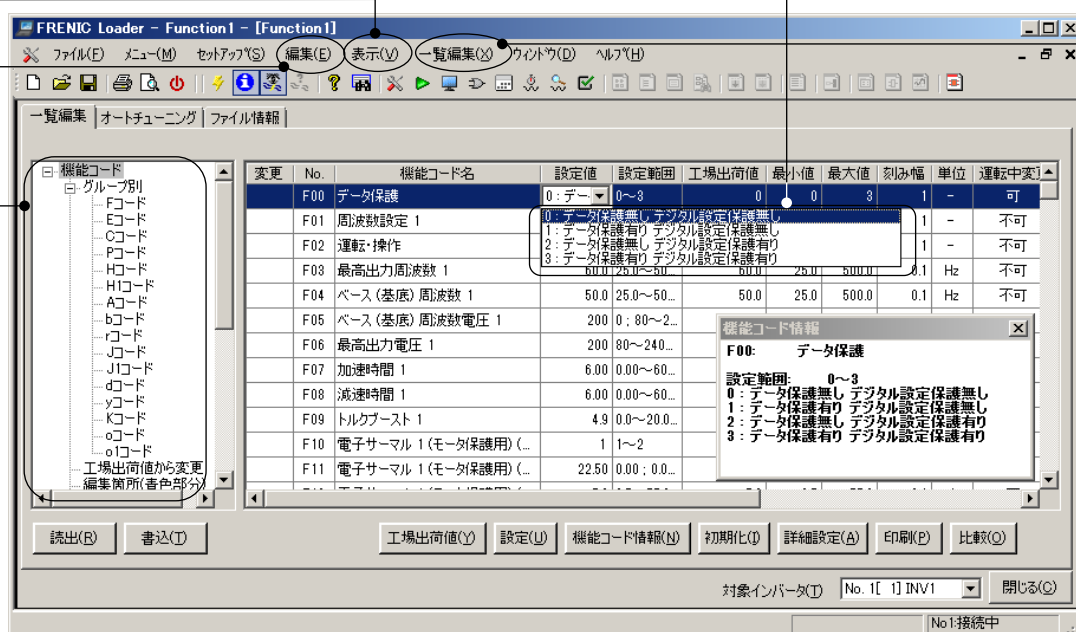 FRENIC Loader - Function1 - [Function1]
ファイル(F) メニュー(M) セットアップ(S) 編集(E) 表示(V) 一覧編集(X) ウィンドウ(D) ヘルプ(H)
一覧編集 オートチューニング ファイル情報
機能コード
グループ別
Fコード
Eコード
Cコード
Pコード
Hコード
H1コード
Aコード
bコード
rコード
Jコード
J1コード
dコード
yコード
Kコード
oコード
o1コード
工場出荷値から変更
編集箇所(青色部分)
変更 No. 機能コード名 設定値 設定範囲 工場出荷値 最小値 最大値 刻み幅 単位 運転中変更
F00 データ保護 0:デー 0～3 0 0 3 1 - 可
F01 周波数設定 1 1 - 不可
F02 運転・操作 1 - 不可
F03 最高出力周波数 1 60.0 25.0～50... 60.0 25.0 500.0 0.1 Hz 不可
F04 ベース (基底) 周波数 1 50.0 25.0～50... 50.0 25.0 500.0 0.1 Hz 不可
F05 ベース (基底) 周波数電圧 1 200 0 ; 80～2...
F06 最高出力電圧 1 200 80～240...
F07 加速時間 1 6.00 0.00～60...
F08 減速時間 1 6.00 0.00～60...
F09 トルクブースト 1 4.9 0.0～20.0...
F10 電子サーマル 1 (モータ保護用) (... 1 1～2
F11 電子サーマル 1 (モータ保護用) (... 22.50 0.00 ; 0.0...
0:データ保護無し デジタル設定保護無し
1:データ保護有り デジタル設定保護無し
2:データ保護無し デジタル設定保護有り
3:データ保護有り デジタル設定保護有り
機能コード情報
F00: データ保護
設定範囲: 0～3
0:データ保護無し デジタル設定保護無し
1:データ保護有り デジタル設定保護無し
2:データ保護無し デジタル設定保護有り
3:データ保護有り デジタル設定保護有り
読出(R) 書込(T) 工場出荷値(Y) 設定(U) 機能コード情報(N) 初期化(I) 詳細設定(A) 印刷(P) 比較(O)
対象インバータ(T) No. 1[ 1] INV1 閉じる(C)
No1:接続中